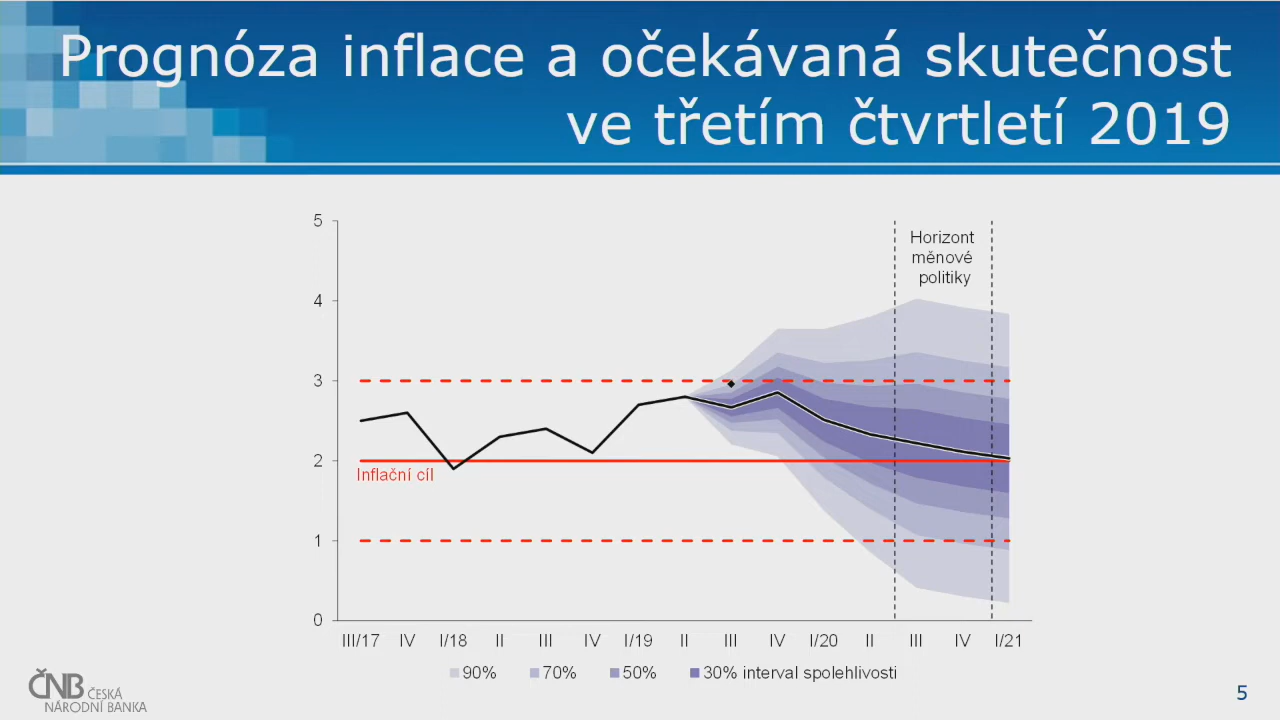 Prognóza inflace a očekávaná skutečnost
ve třetím čtvrtletí 2019
5
4
3
2
1
0
Horizont
měnové
politiky
Inflační cíl
III/17 IV I/18 II III IV I/19 II III IV I/20 II III IV I/21
90% 70% 50% 30% interval spolehlivosti
ČNB ČESKÁ
NÁRODNÍ BANKA
5